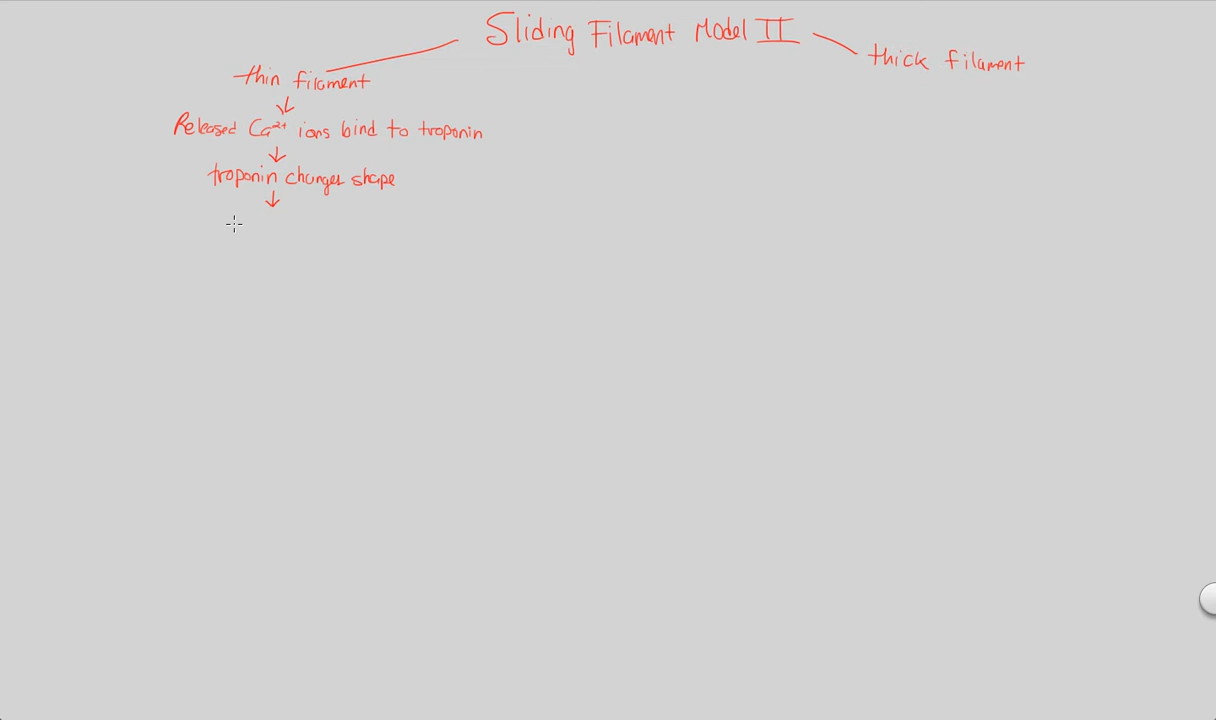 Sliding Filament Model II
thin filament
thick filament
Released Ca²⁺ ions bind to troponin
troponin changes shape